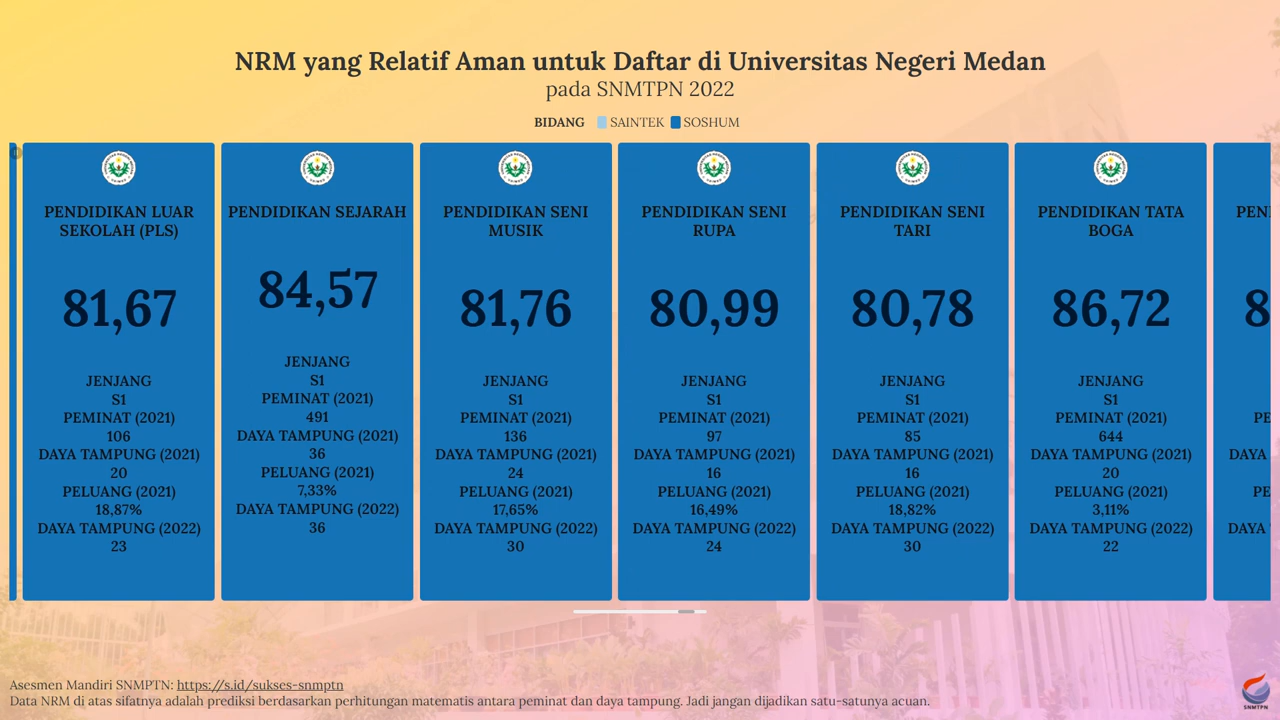 NRM yang Relatif Aman untuk Daftar di Universitas Negeri Medan
pada SNMTPN 2022
BIDANG SAINTEK SOSHUM
PENDIDIKAN LUAR
SEKOLAH (PLS)
81,67
JENJANG
S1
PEMINAT (2021)
106
DAYA TAMPUNG (2021)
20
PELUANG (2021)
18,87%
DAYA TAMPUNG (2022)
23
PENDIDIKAN SEJARAH
84,57
JENJANG
S1
PEMINAT (2021)
491
DAYA TAMPUNG (2021)
36
PELUANG (2021)
7,33%
DAYA TAMPUNG (2022)
36
PENDIDIKAN SENI
MUSIK
81,76
JENJANG
S1
PEMINAT (2021)
136
DAYA TAMPUNG (2021)
24
PELUANG (2021)
17,65%
DAYA TAMPUNG (2022)
30
PENDIDIKAN SENI
RUPA
80,99
JENJANG
S1
PEMINAT (2021)
97
DAYA TAMPUNG (2021)
16
PELUANG (2021)
16,49%
DAYA TAMPUNG (2022)
24
PENDIDIKAN SENI
TARI
80,78
JENJANG
S1
PEMINAT (2021)
85
DAYA TAMPUNG (2021)
16
PELUANG (2021)
18,82%
DAYA TAMPUNG (2022)
30
PENDIDIKAN TATA
BOGA
86,72
JENJANG
S1
PEMINAT (2021)
644
DAYA TAMPUNG (2021)
20
PELUANG (2021)
3,11%
DAYA TAMPUNG (2022)
22
8
DAYA
DAYA
Asesmen Mandiri SNMPTN: https://s.id/sukses-snmptn
Data NRM di atas sifatnya adalah prediksi berdasarkan perhitungan matematis antara peminat dan daya tampung. Jadi jangan dijadikan satu-satunya acuan.
SNMTPN